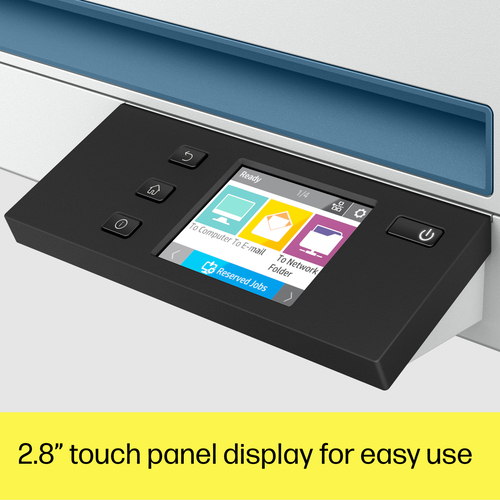 Ready
1/4
To Computer To E-mail To Network
Folder
Reserved Jobs
2.8” touch panel display for easy use